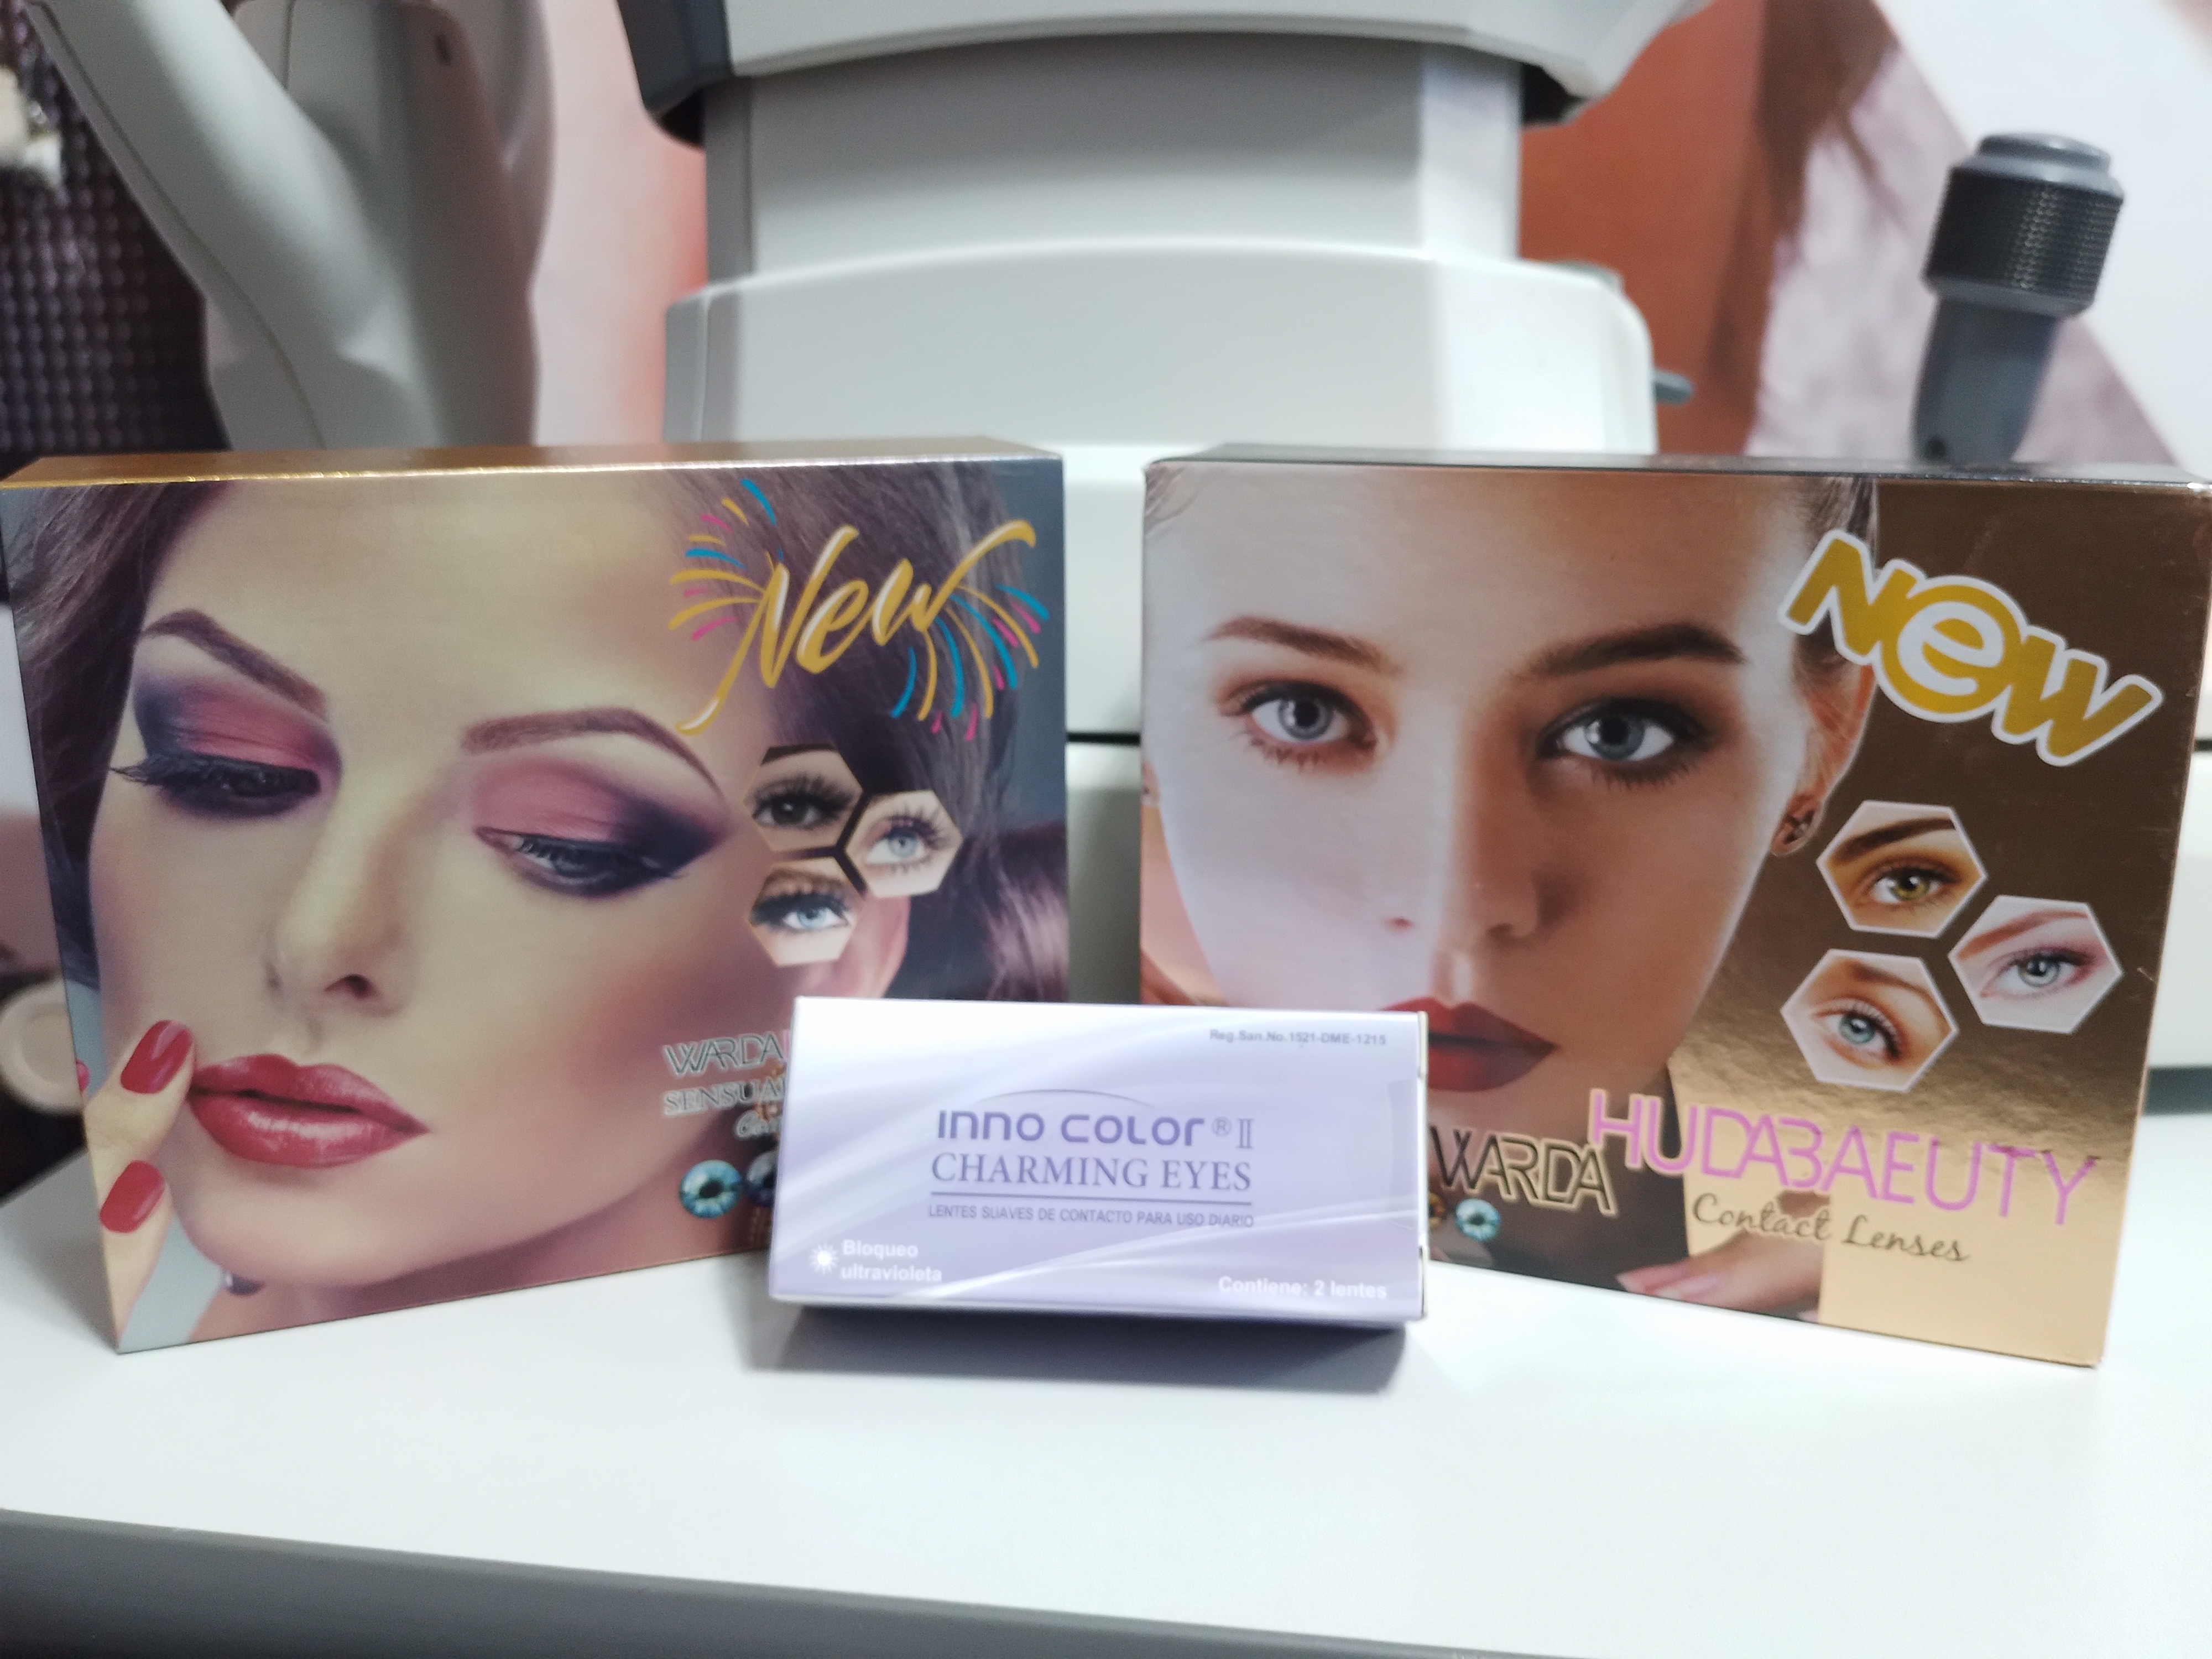 New
WARDA
New
WARDA HUDABAEUTY
Contact Lenses
Reg.San.No.1521-DME-1215
INNO COLOR® II
CHARMING EYES
LENTES SUAVES DE CONTACTO PARA USO DIARIO
Bloqueo
ultravioleta
Contiene: 2 lentes